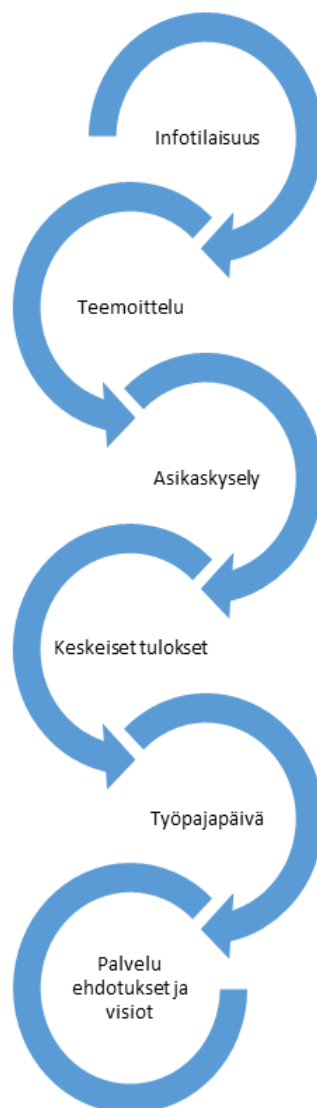 Infotilaisuus
Teemoittelu
Asikaskysely
Keskeiset tulokset
Työpajapäivä
Palvelu
ehdotukset ja
visiot